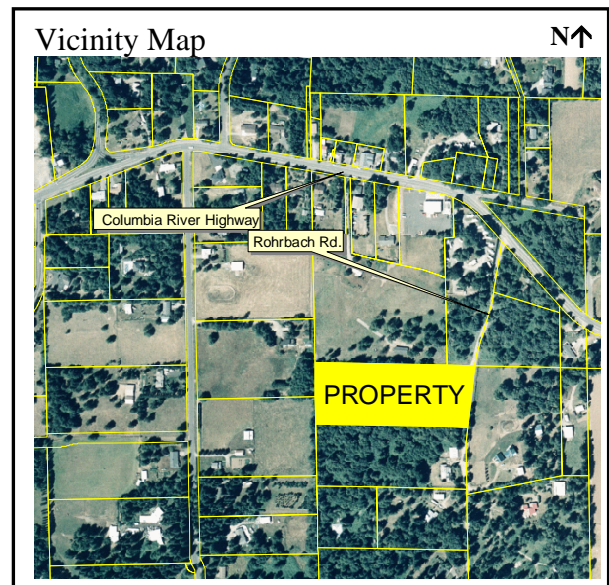 Vicinity Map
N
Columbia River Highway
Rohrbach Rd.
PROPERTY